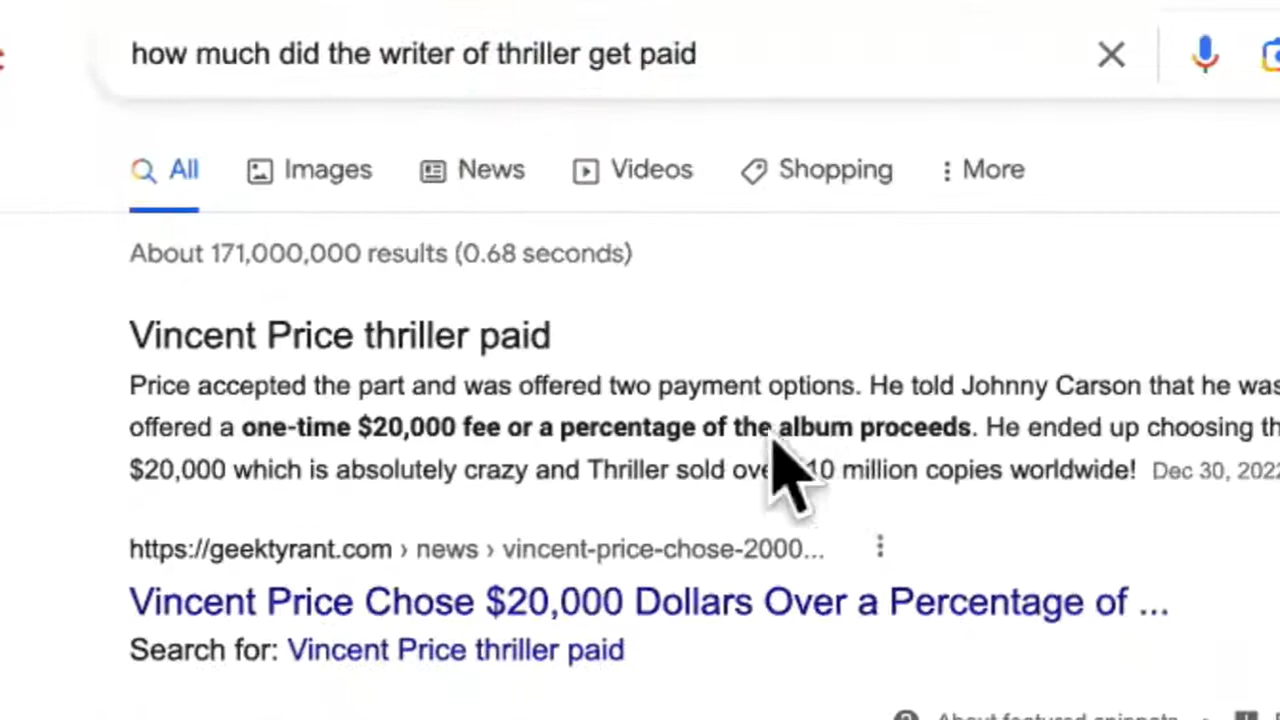 how much did the writer of thriller get paid
All Images News Videos Shopping More
About 171,000,000 results (0.68 seconds)
Vincent Price thriller paid
Price accepted the part and was offered two payment options. He told Johnny Carson that he was
offered a one-time $20,000 fee or a percentage of the album proceeds. He ended up choosing
$20,000 which is absolutely crazy and Thriller sold million copies worldwide! Dec 30,
https://geektyrant.com › news › vincent-price-chose-2000...
Vincent Price Chose $20,000 Dollars Over a Percentage of ...
Search for: Vincent Price thriller paid